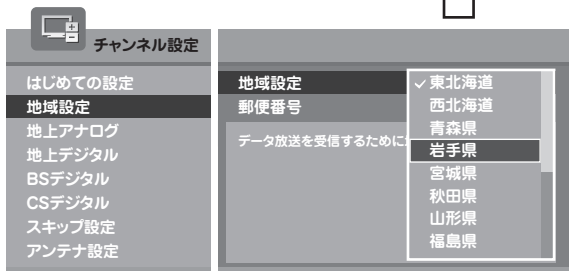 チャンネル設定
はじめての設定
地域設定
地上アナログ
地上デジタル
BSデジタル
CSデジタル
スキップ設定
アンテナ設定
地域設定
郵便番号
データ放送を受信するために
✓東北海道
西北海道
青森県
岩手県
宮城県
秋田県
山形県
福島県